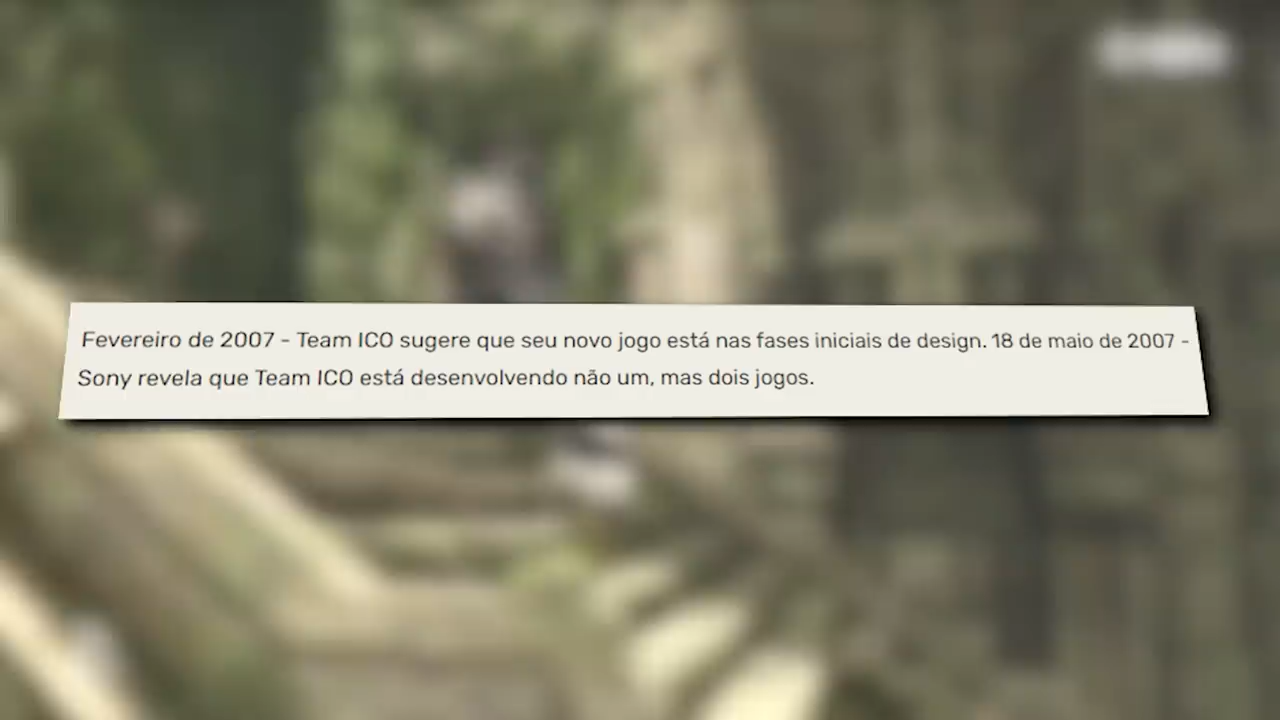 Fevereiro de 2007 - Team ICO sugere que seu novo jogo está nas fases iniciais de design. 18 de maio de 2007 -
Sony revela que Team ICO está desenvolvendo não um, mas dois jogos.